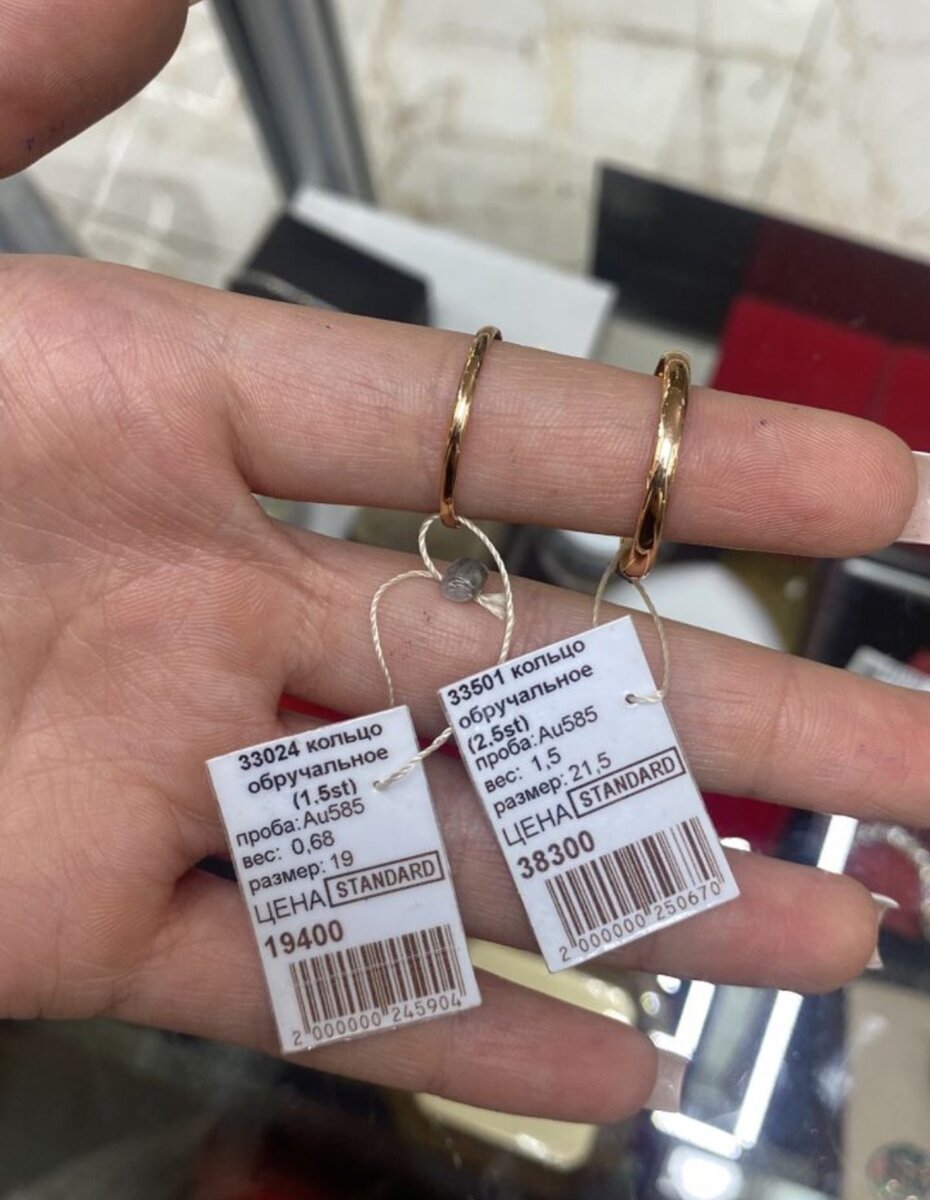 33024 кольцо
обручальное
(1.5st)
проба:Au585
вес: 0,68
размер: 19
ЦЕНА STANDARD
19400
2 000000 245904
33501 кольцо
обручальное
(2.5st)
проба:Au585
вес: 1,5
размер: 21,5
ЦЕНА STANDARD
38300
2 000000 250670